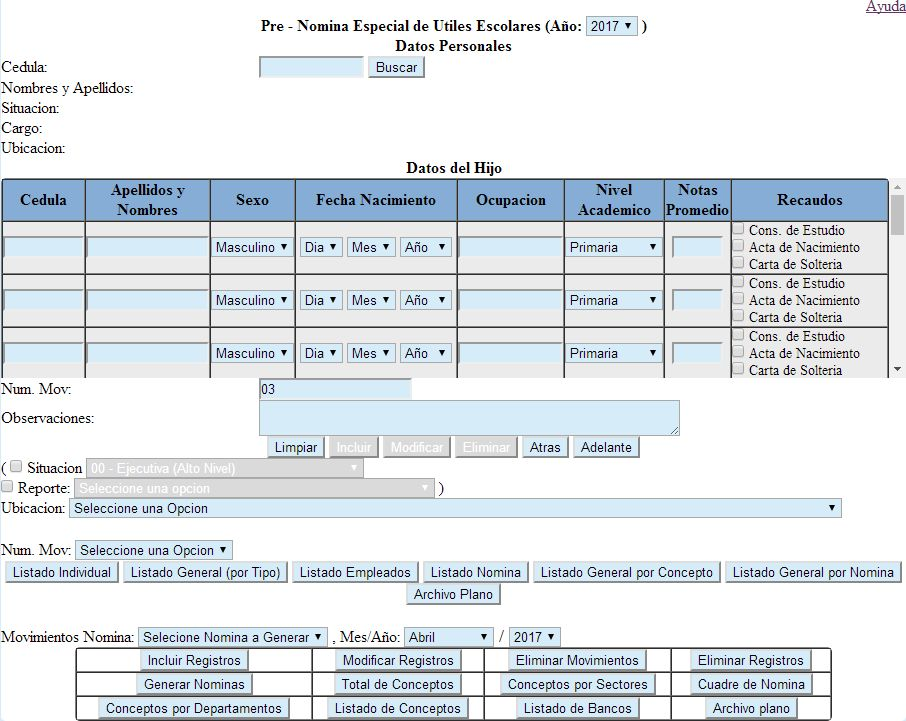 Ayuda
Pre - Nomina Especial de Utiles Escolares (Año: 2017 )
Datos Personales
Cedula: Buscar
Nombres y Apellidos:
Situacion:
Cargo:
Ubicacion:
Datos del Hijo
Cedula Apellidos y Nombres Sexo Fecha Nacimiento Ocupacion Nivel Academico Notas Promedio Recaudos
Masculino Dia Mes Año Primaria Cons. de Estudio
Acta de Nacimiento
Carta de Solteria
Masculino Dia Mes Año Primaria Cons. de Estudio
Acta de Nacimiento
Carta de Solteria
Masculino Dia Mes Año Primaria Cons. de Estudio
Acta de Nacimiento
Carta de Solteria
Num. Mov: 03
Observaciones:
Limpiar Incluir Modificar Eliminar Atras Adelante
( Situacion 00 - Ejecutiva (Alto Nivel)
Reporte: Seleccione una opcion )
Ubicacion: Seleccione una Opcion
Num. Mov: Seleccione una Opcion
Listado Individual Listado General (por Tipo) Listado Empleados Listado Nomina Listado General por Concepto Listado General por Nomina
Archivo Plano
Movimientos Nomina: Selecione Nomina a Generar , Mes/Año: Abril / 2017
Incluir Registros Modificar Registros Eliminar Movimientos Eliminar Registros
Generar Nominas Total de Conceptos Conceptos por Sectores Cuadre de Nomina
Conceptos por Departamentos Listado de Conceptos Listado de Bancos Archivo plano